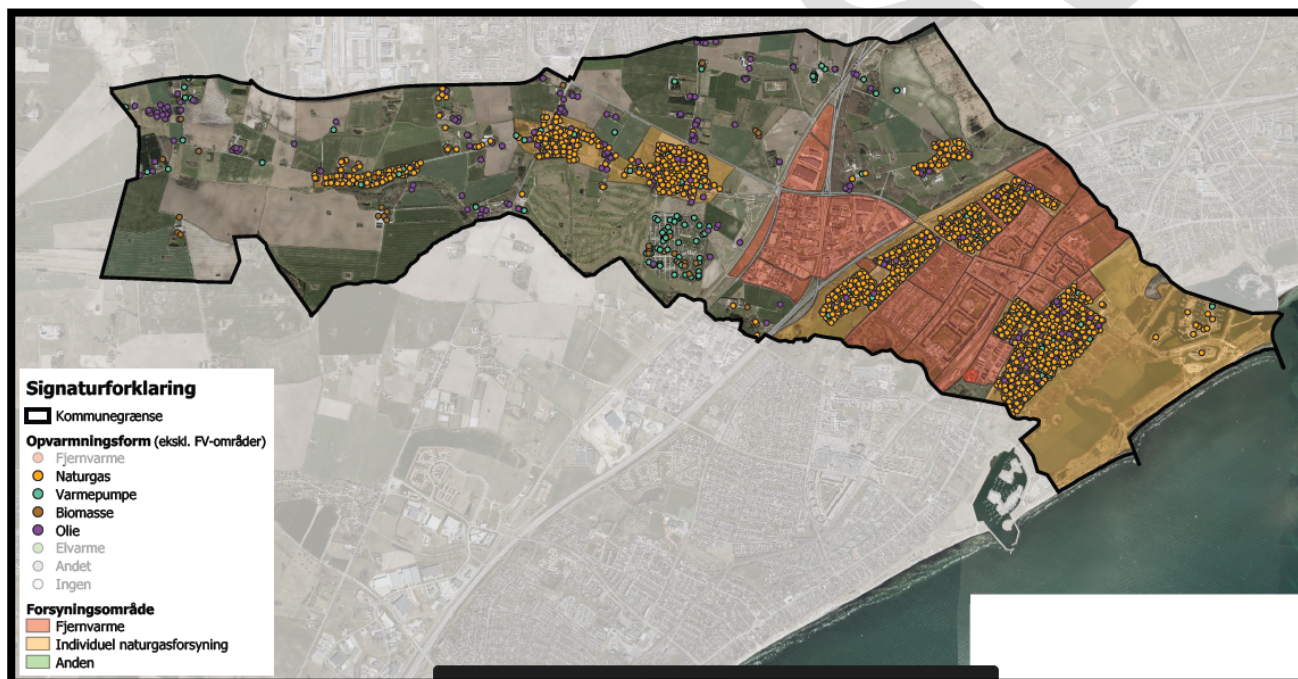 Signaturforklaring
Kommunegrænse
Opvarmningsform (ekskl. FV-områder)
Fjernvarme
Naturgas
Varmepumpe
Biomasse
Olie
Elvarme
Andet
Ingen
Forsyningsområde
Fjernvarme
Individuel naturgasforsyning
Anden